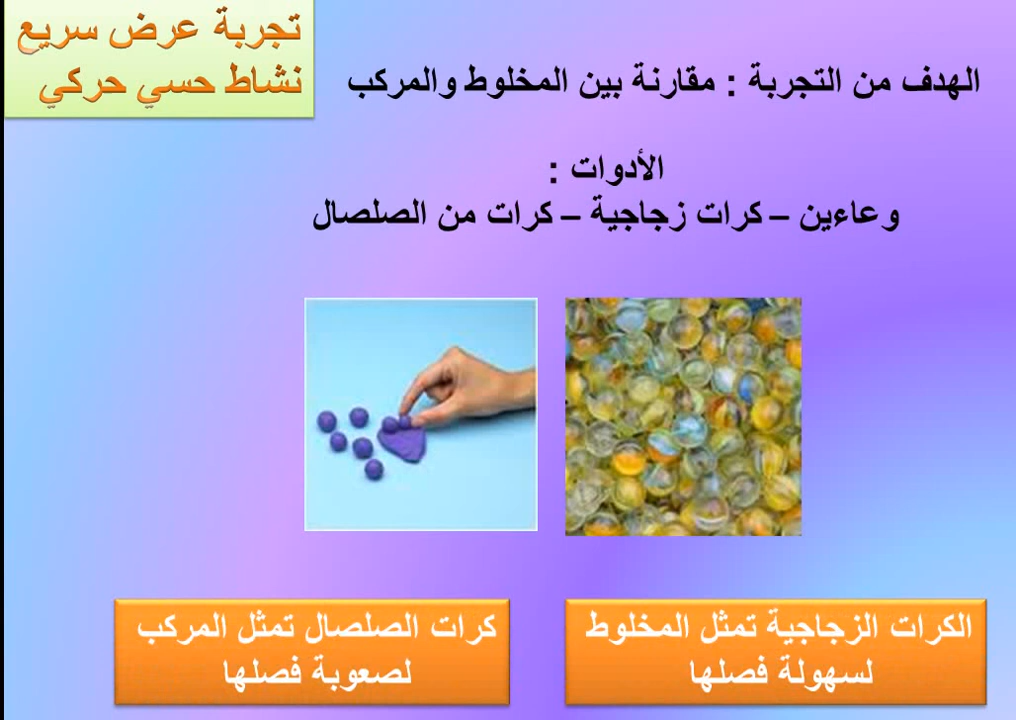 تجربة عرض سريع
نشاط حسي حركي
الهدف من التجربة : مقارنة بين المخلوط والمركب
الأدوات :
وعاءين – كرات زجاجية – كرات من الصلصال
الكرات الزجاجية تمثل المخلوط
لسهولة فصلها
كرات الصلصال تمثل المركب
لصعوبة فصلها